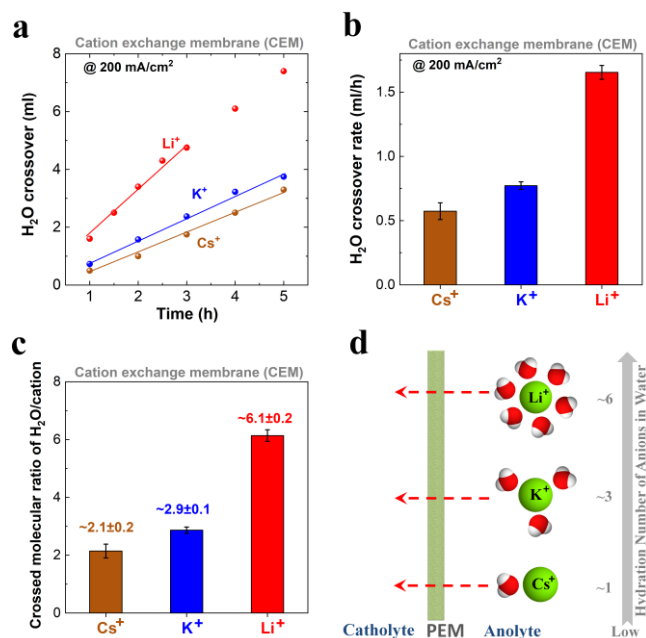 a
Cation exchange membrane (CEM)
@ 200 mA/cm²
H₂O crossover (ml)
8
6
4
2
0
Li⁺
K⁺
Cs⁺
1 2 3 4 5
Time (h)
b
Cation exchange membrane (CEM)
@ 200 mA/cm²
H₂O crossover rate (ml/h)
1.5
1.0
0.5
0.0
Cs⁺ K⁺ Li⁺
c
Cation exchange membrane (CEM)
Crossed molecular ratio of H₂O/cation
8
6
4
2
0
~2.1±0.2
~2.9±0.1
~6.1±0.2
Cs⁺ K⁺ Li⁺
d
Li⁺
~6
K⁺
~3
Cs⁺
~1
Hydration Number of Anions in Water
Low
Catholyte PEM Anolyte